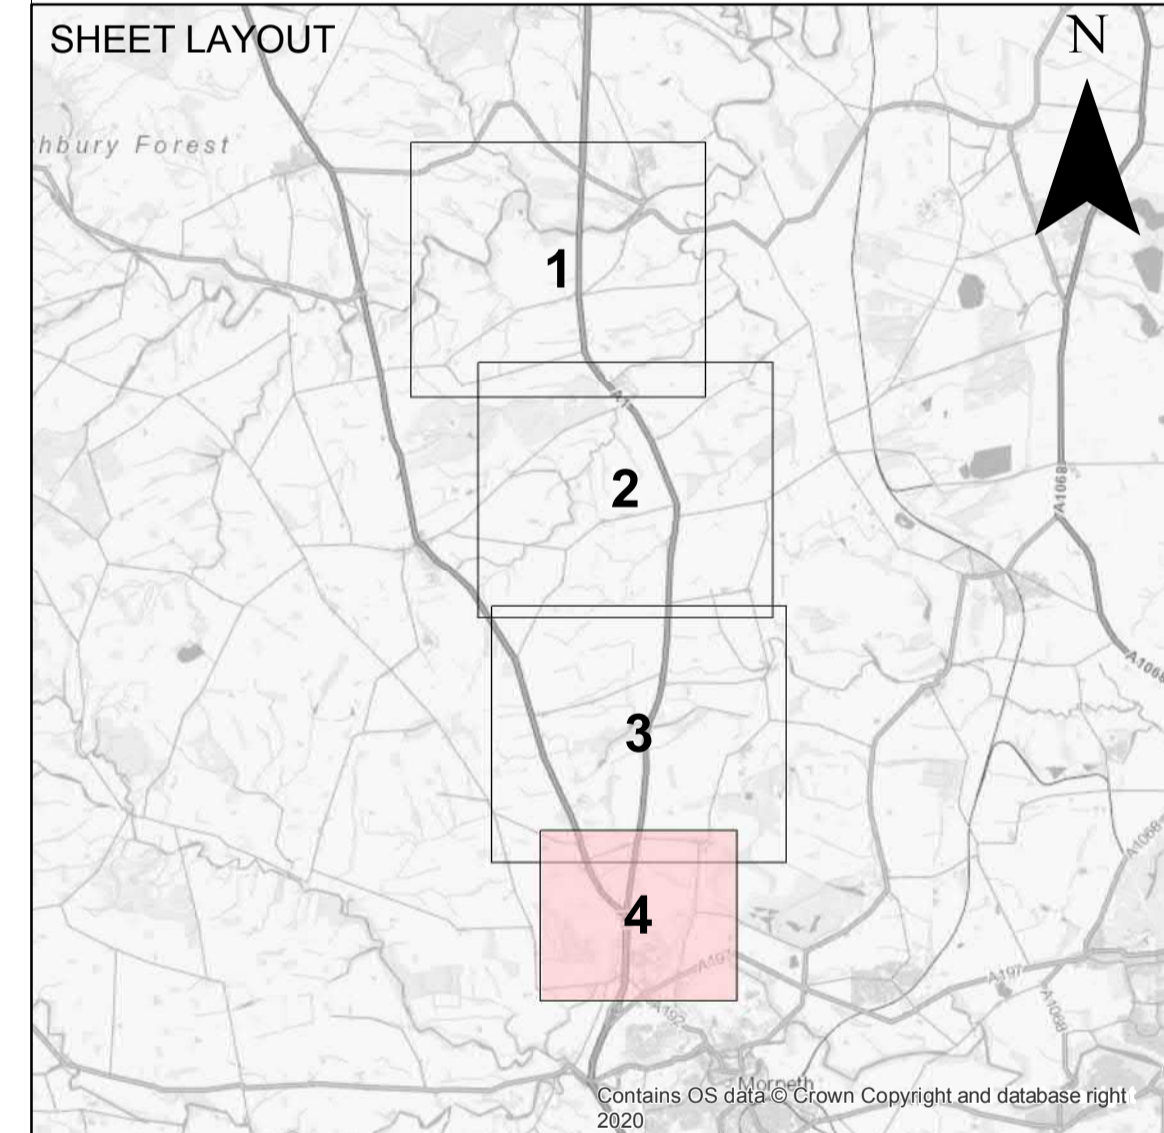 SHEET LAYOUT
N
hbury Forest
1
A1
2
A1068
3
A1068
A1068
4
A197
A197
A192
A1068
Morpeth
Contains OS data © Crown Copyright and database right
2020